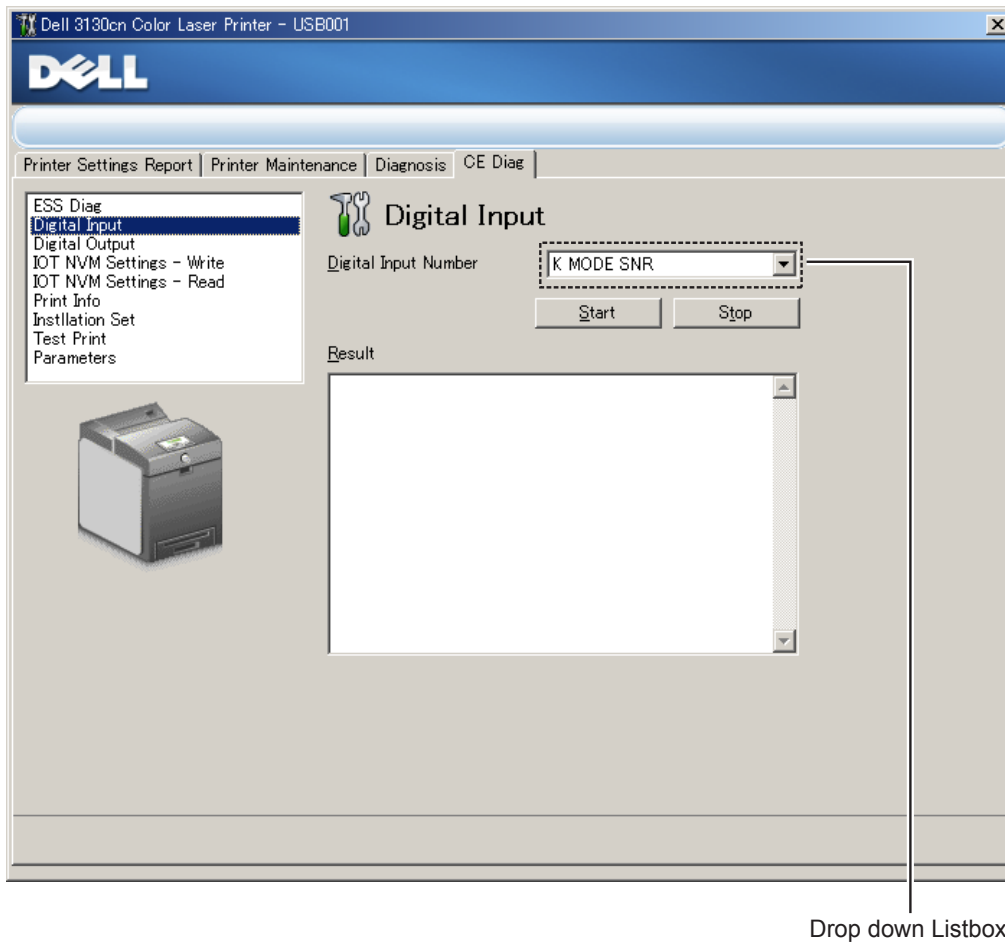 Dell 3130cn Color Laser Printer - USB001
DELL
Printer Settings Report
Printer Maintenance
Diagnosis
CE Diag
ESS Diag
Digital Input
Digital Output
IOT NVM Settings - Write
IOT NVM Settings - Read
Print Info
Instllation Set
Test Print
Parameters
Digital Input
Digital Input Number
K MODE SNR
Start
Stop
Result
Drop down Listbox